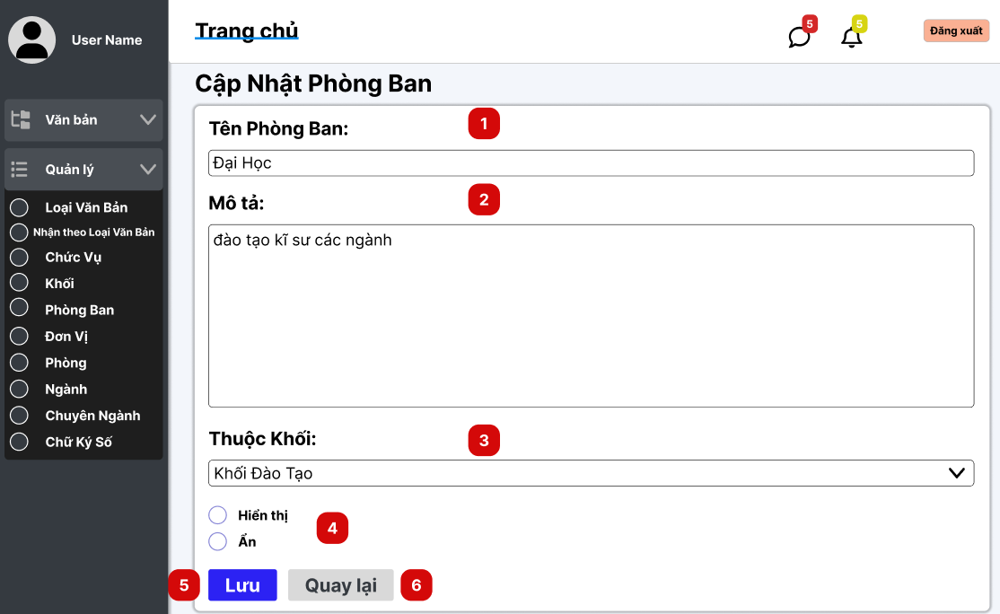 User Name
Trang chủ
5
5
Đăng xuất
Văn bản
Quản lý
Loại Văn Bản
Nhận theo Loại Văn Bản
Chức Vụ
Khối
Phòng Ban
Đơn Vị
Phòng
Ngành
Chuyên Ngành
Chữ Ký Số
Cập Nhật Phòng Ban
Tên Phòng Ban:
1
Đại Học
Mô tả:
2
đào tạo kĩ sư các ngành
Thuộc Khối:
3
Khối Đào Tạo
Hiển thị
4
Ẩn
5
Lưu
Quay lại
6